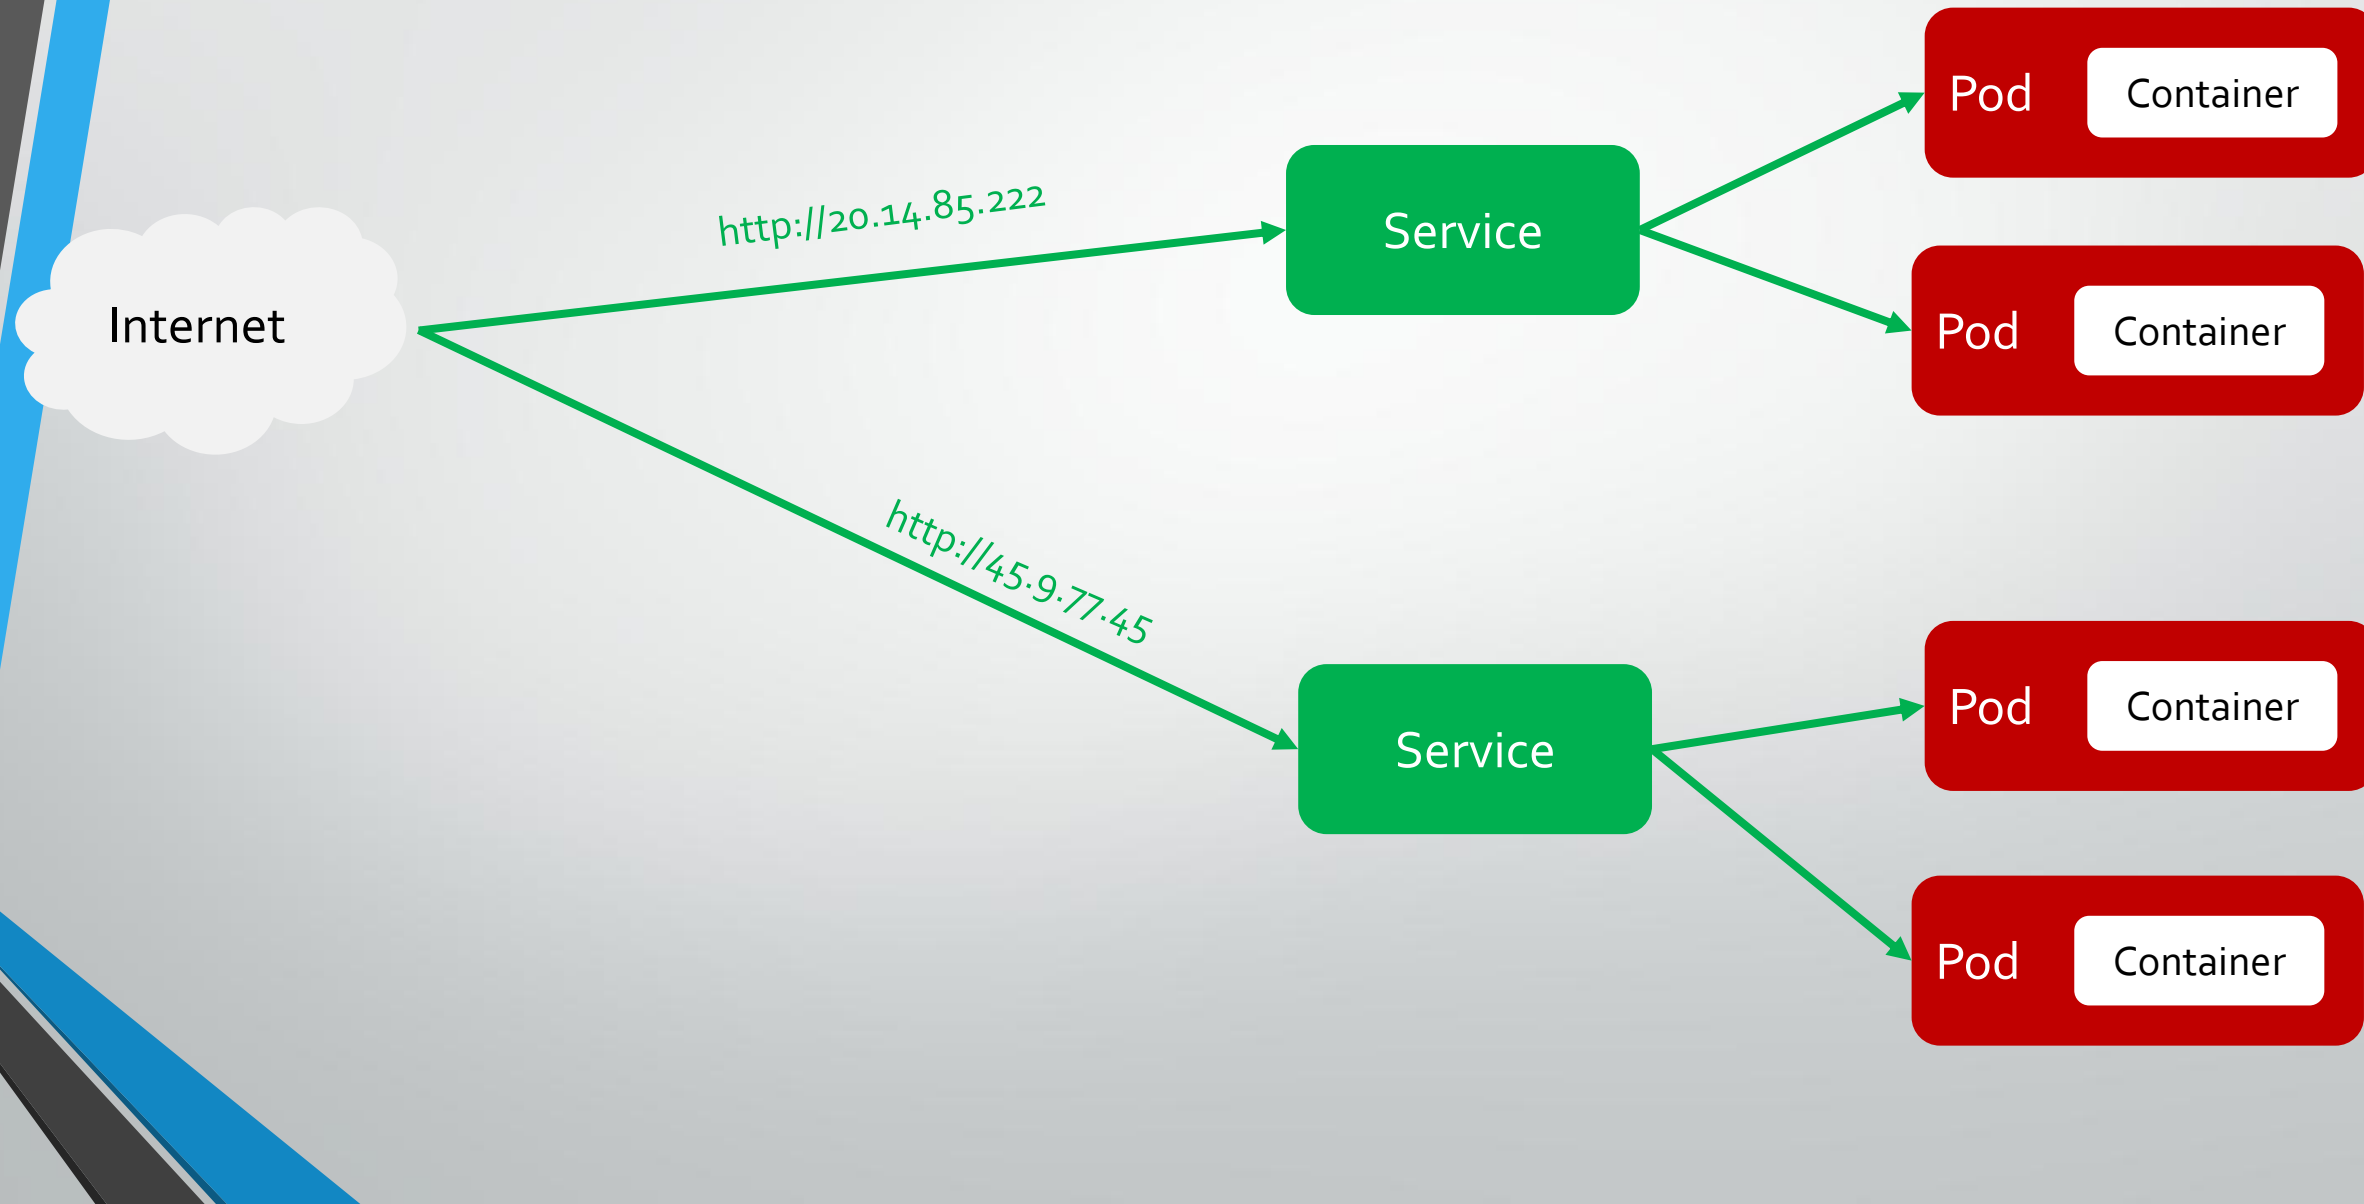 Pod
Container
http://20.14.85.222
Service
Internet
Pod
Container
http://45.9.77.45
Service
Pod
Container
Pod
Container